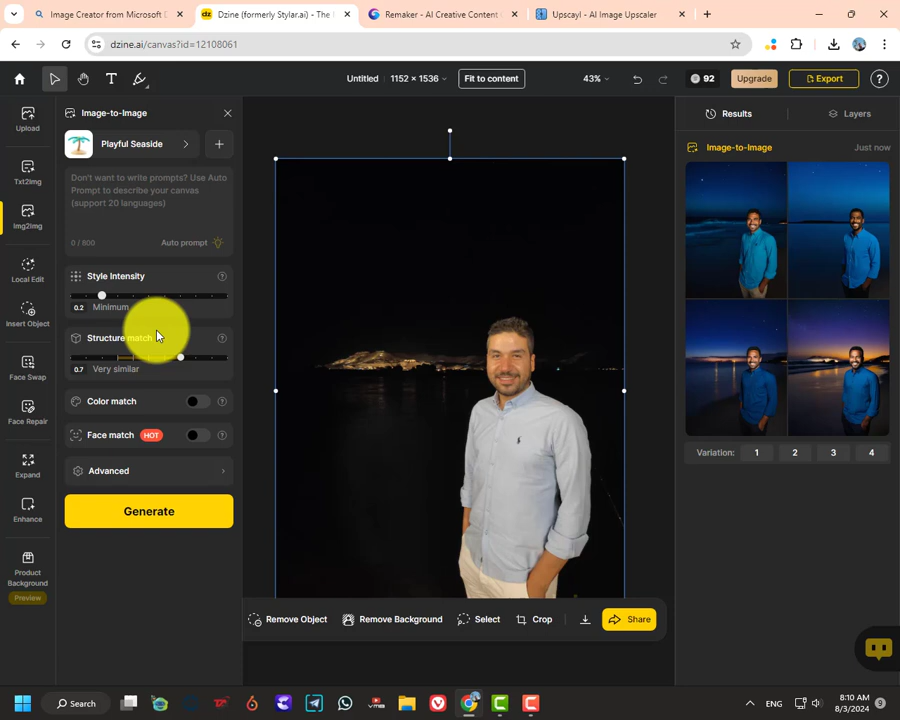 Image Creator from Microsoft D
Dzine (formerly Stylar.ai) - The
Remaker - AI Creative Content
Upscayl - AI Image Upscaler
dzine.ai/canvas?id=12108061
Untitled
1152 × 1536
Fit to content
43%
92
Upgrade
Export
?
Upload
Txt2Img
Img2Img
Local Edit
Insert Object
Face Swap
Face Repair
Expand
Enhance
Product
Background
Preview
Image-to-Image
Playful Seaside
Don't want to write prompts? Use Auto
Prompt to describe your canvas
(support 20 languages)
0 / 800
Auto prompt
Style Intensity
0.2 Minimum
Structure match
0.7 Very similar
Color match
Face match HOT
Advanced
Generate
Remove Object
Remove Background
Select
Crop
Share
Results
Layers
Image-to-Image
Just now
Variation: 1 2 3 4
Search
ENG
8:10 AM
8/3/2024